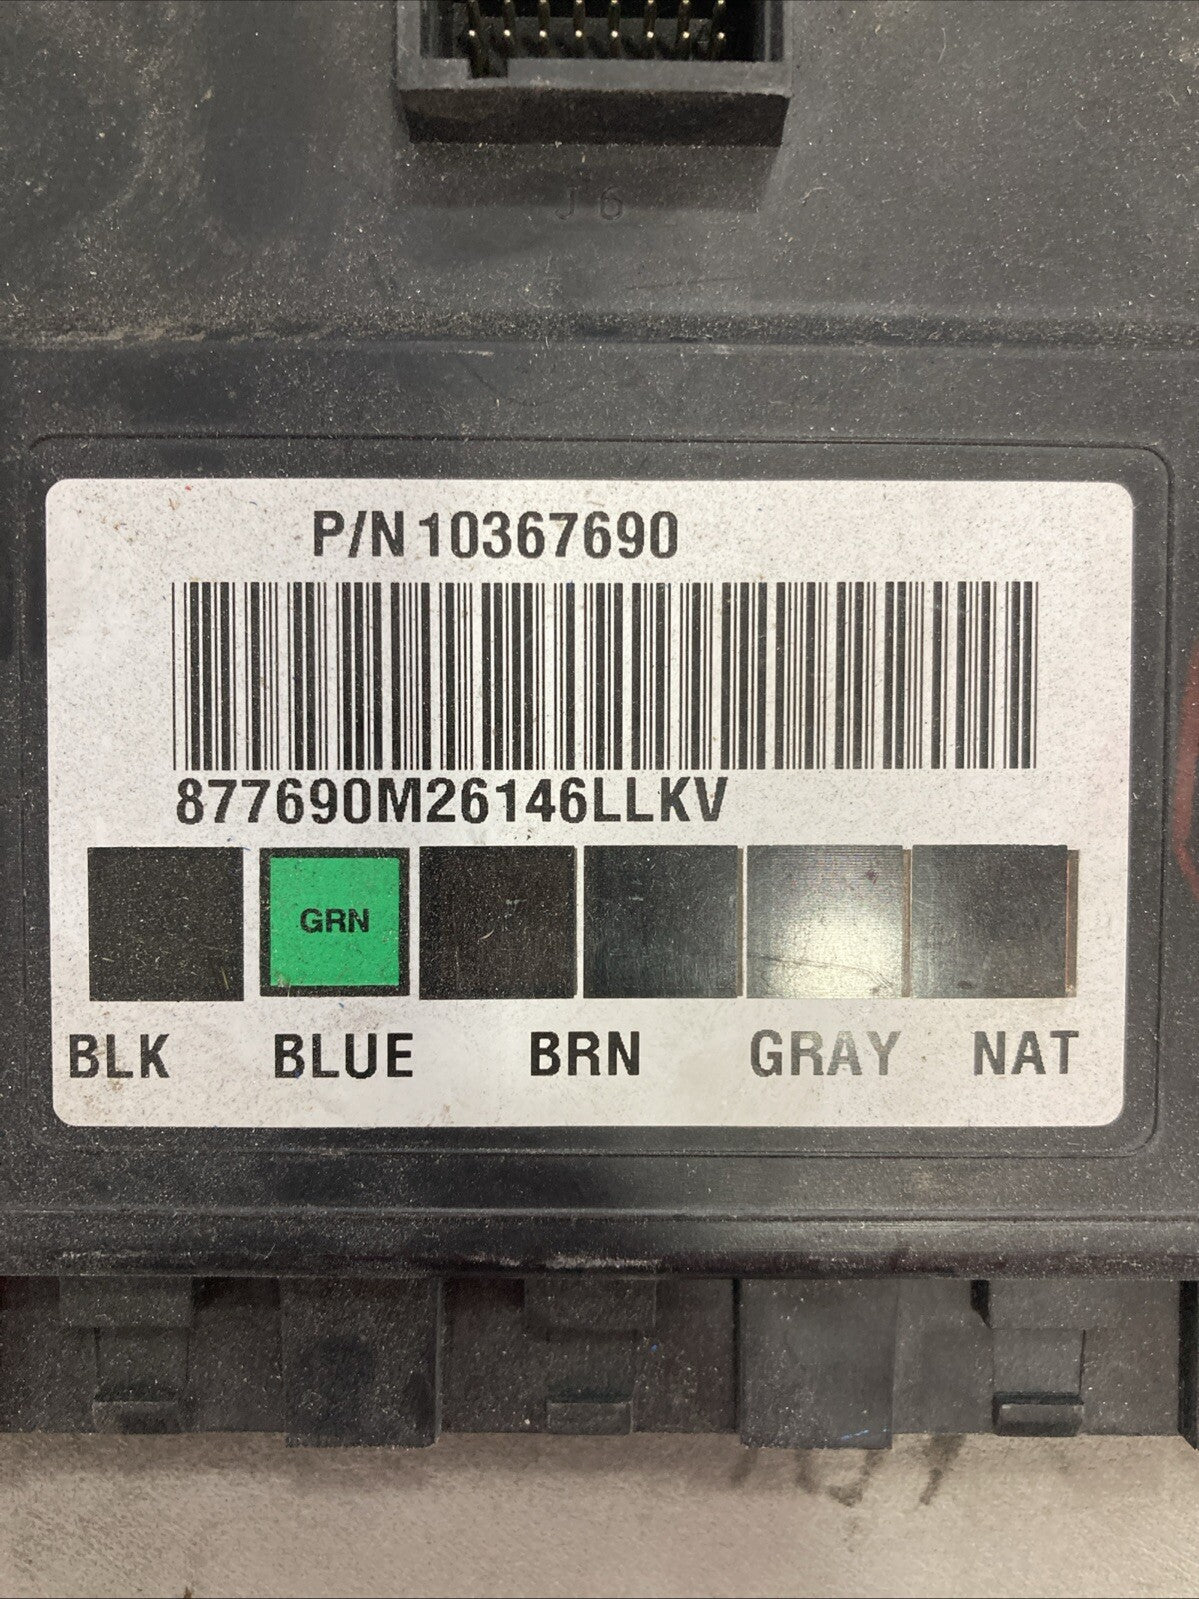 J6
P/N 10367690
877690M26146LLKV
GRN
BLK BLUE BRN GRAY NAT